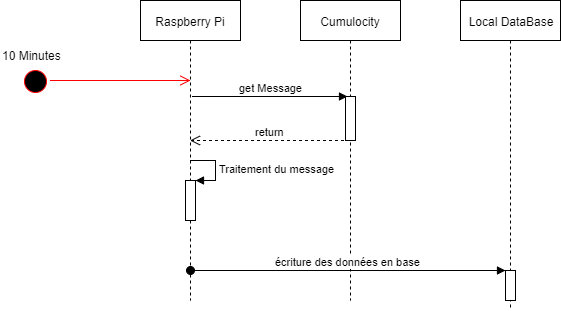 Raspberry Pi
Cumulocity
Local DataBase
10 Minutes
get Message
return
Traitement du message
écriture des données en base